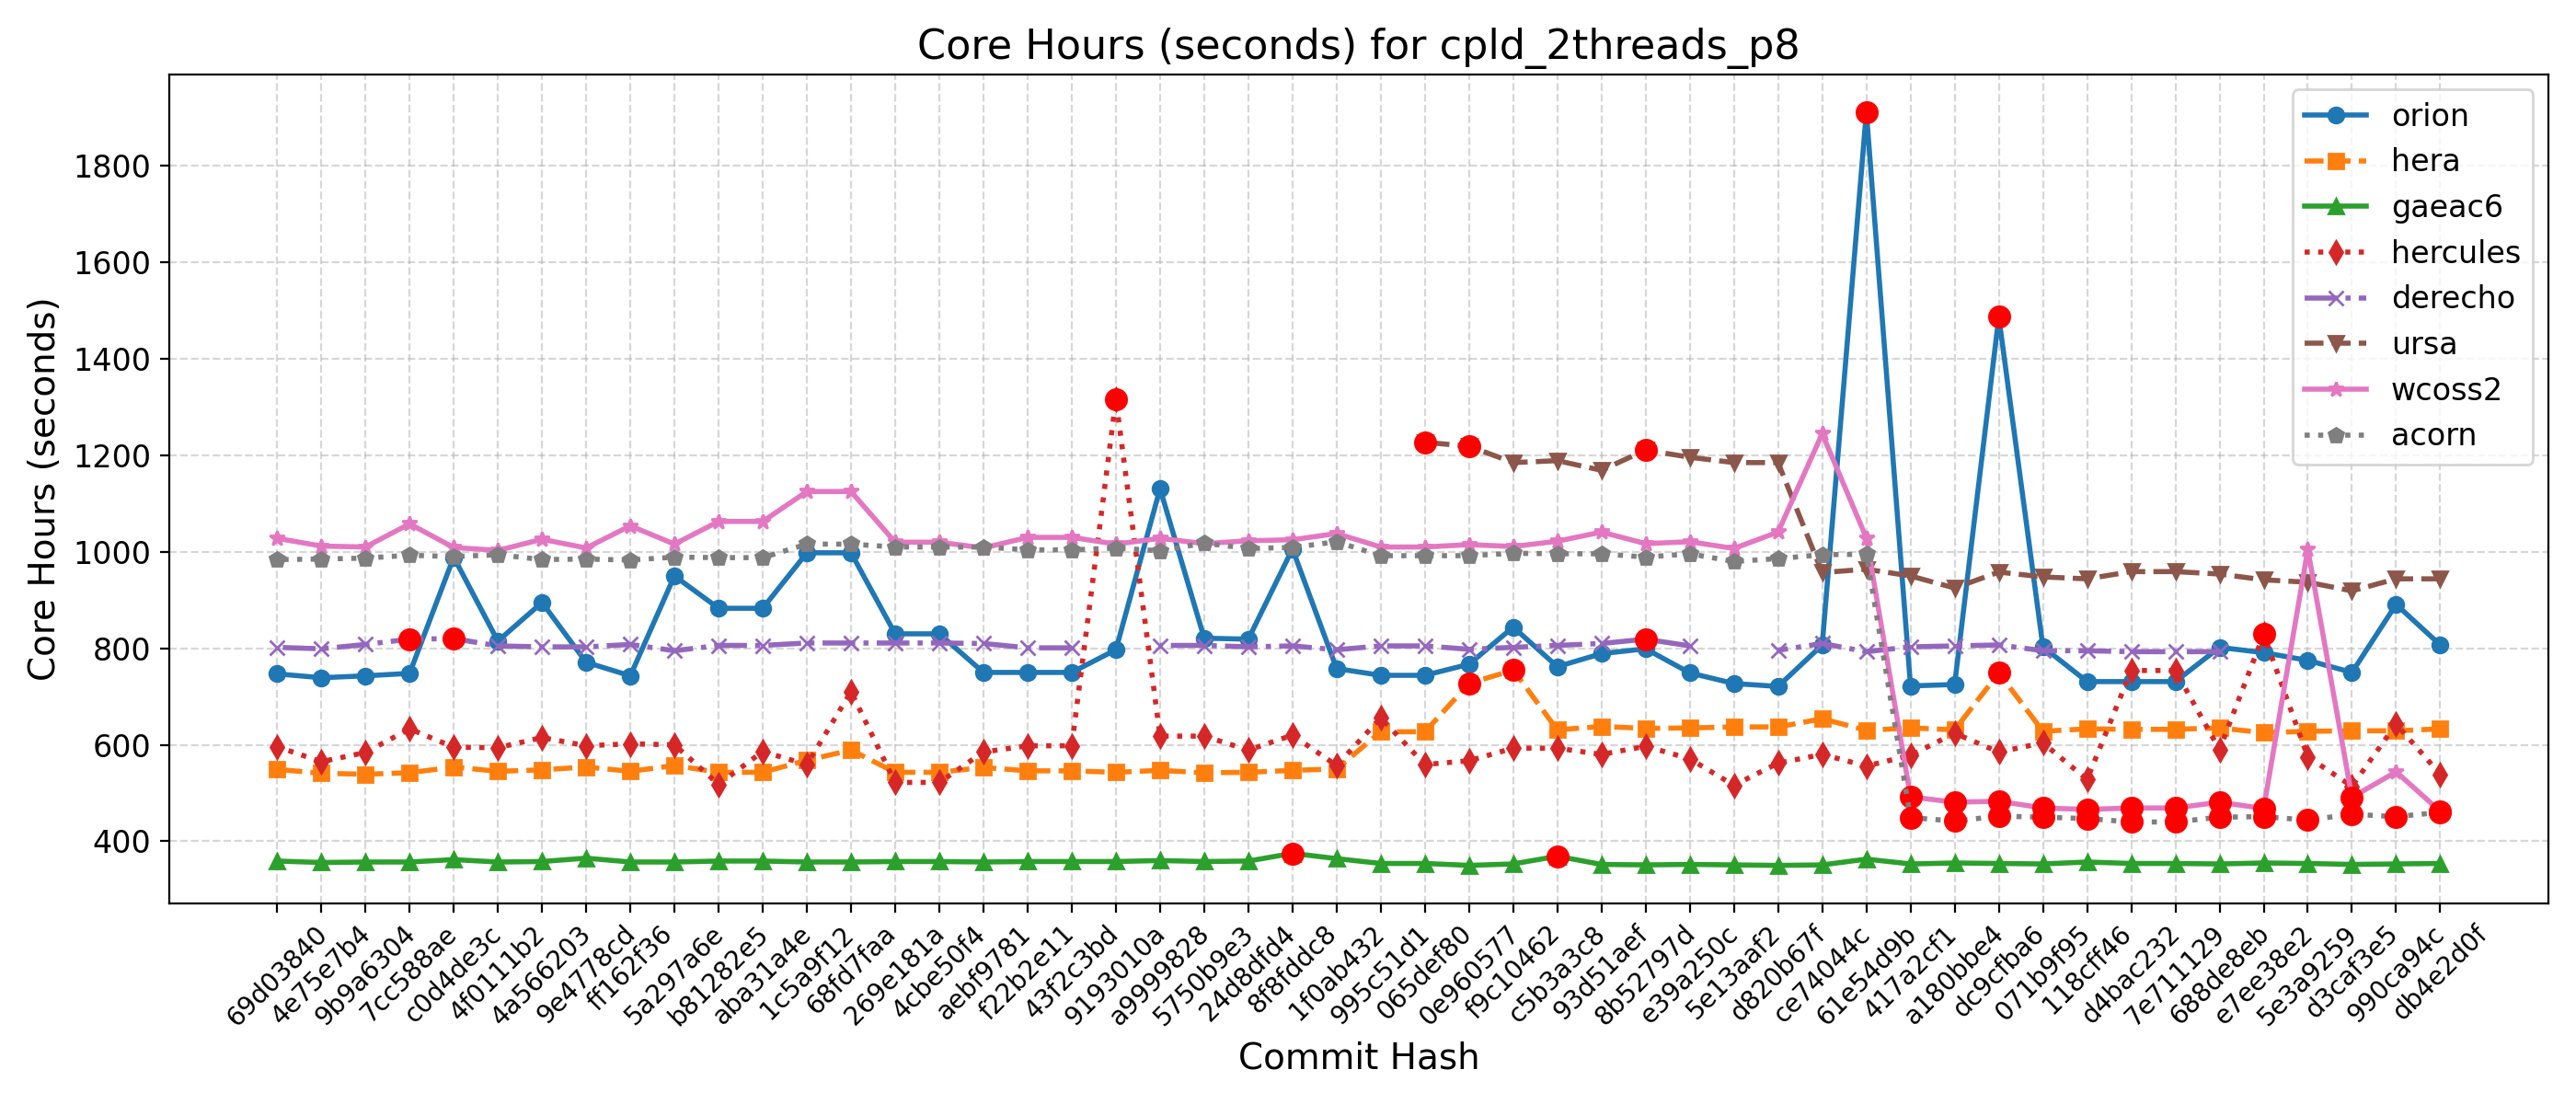 Core Hours (seconds) for cpld_2threads_p8
Core Hours (seconds)
1800
1600
1400
1200
1000
800
600
400
orion
hera
gaeac6
hercules
derecho
ursa
wcoss2
acorn
69d03840
4e75e7b4
9b9a6304
7cc588ae
c0d4de3c
4f0111b2
4a566203
9e4778cd
ff162f36
5a297a6e
b81282e5
aba31a4e
1c5a9f12
68fd7faa
269e181a
4cbe50f4
aebf9781
f22b2e11
43f2c3bd
9193010a
a9999828
5750b9e3
24d8dfd4
8f8fddc8
1f0ab432
995c51d1
065def80
0e960577
f9c10462
c5b3a3c8
93d51aef
8b52797d
e39a250c
5e13aaf2
d820b67f
ce74044c
61e54d9b
417a2cf1
a180bbe4
dc9cfba6
071b9f95
118cff46
d4bac232
7e711129
688de8eb
e7ee38e2
5e3a9259
d3caf3e5
990ca94c
db4e2d0f
Commit Hash